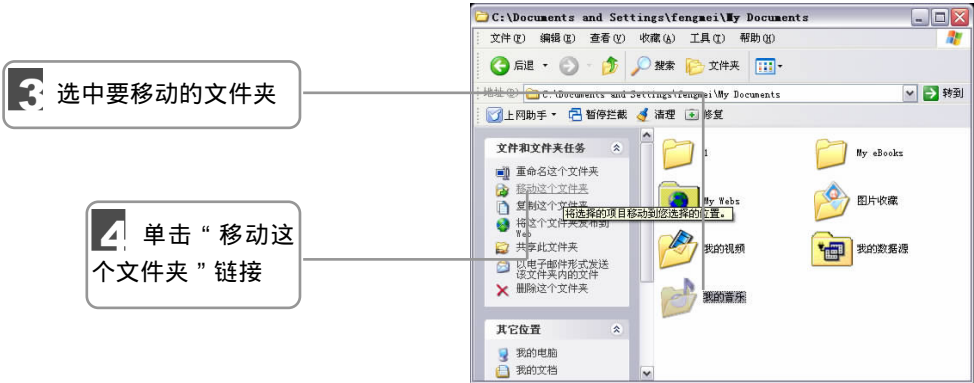 3 选中要移动的文件夹
4 单击“移动这
个文件夹”链接
C:\Documents and Settings\fengmei\My Documents
文件(F) 编辑(E) 查看(V) 收藏(A) 工具(T) 帮助(H)
后退 搜索 文件夹
地址(D) C:\Documents and Settings\fengmei\My Documents 转到
上网助手 暂停拦截 清理 修复
文件和文件夹任务
重命名这个文件夹
移动这个文件夹
复制这个文件夹
将选择的项目移动到您选择的位置。
将这个文件夹发布到
Web
共享此文件夹
以电子邮件形式发送
该文件夹内的文件
删除这个文件夹
其它位置
我的电脑
我的文档
1 My eBooks
My Webs 图片收藏
我的视频 我的数据源
我的音乐